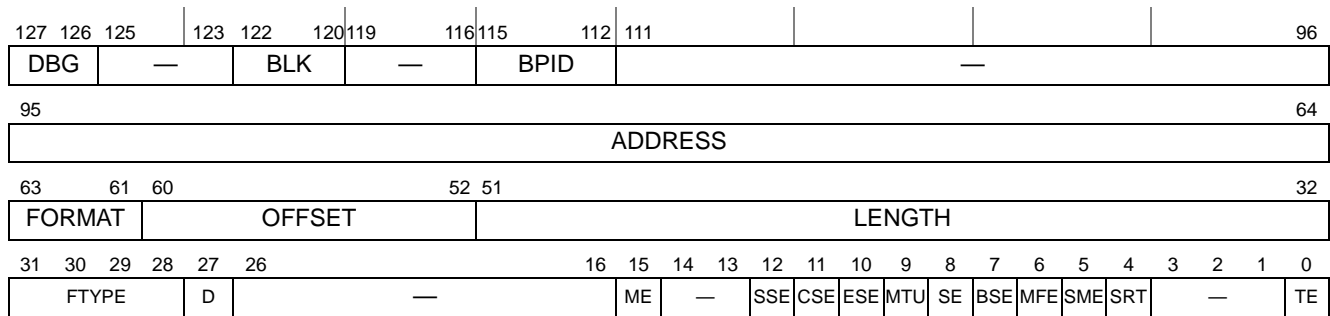 127 126 125 123 122 120 119 116 115 112 111 96
DBG — BLK — BPID —
95 64
ADDRESS
63 61 60 52 51 32
FORMAT OFFSET LENGTH
31 30 29 28 27 26 16 15 14 13 12 11 10 9 8 7 6 5 4 3 2 1 0
FTYPE D — ME — SSE CSE ESE MTU SE BSE MFE SME SRT — TE